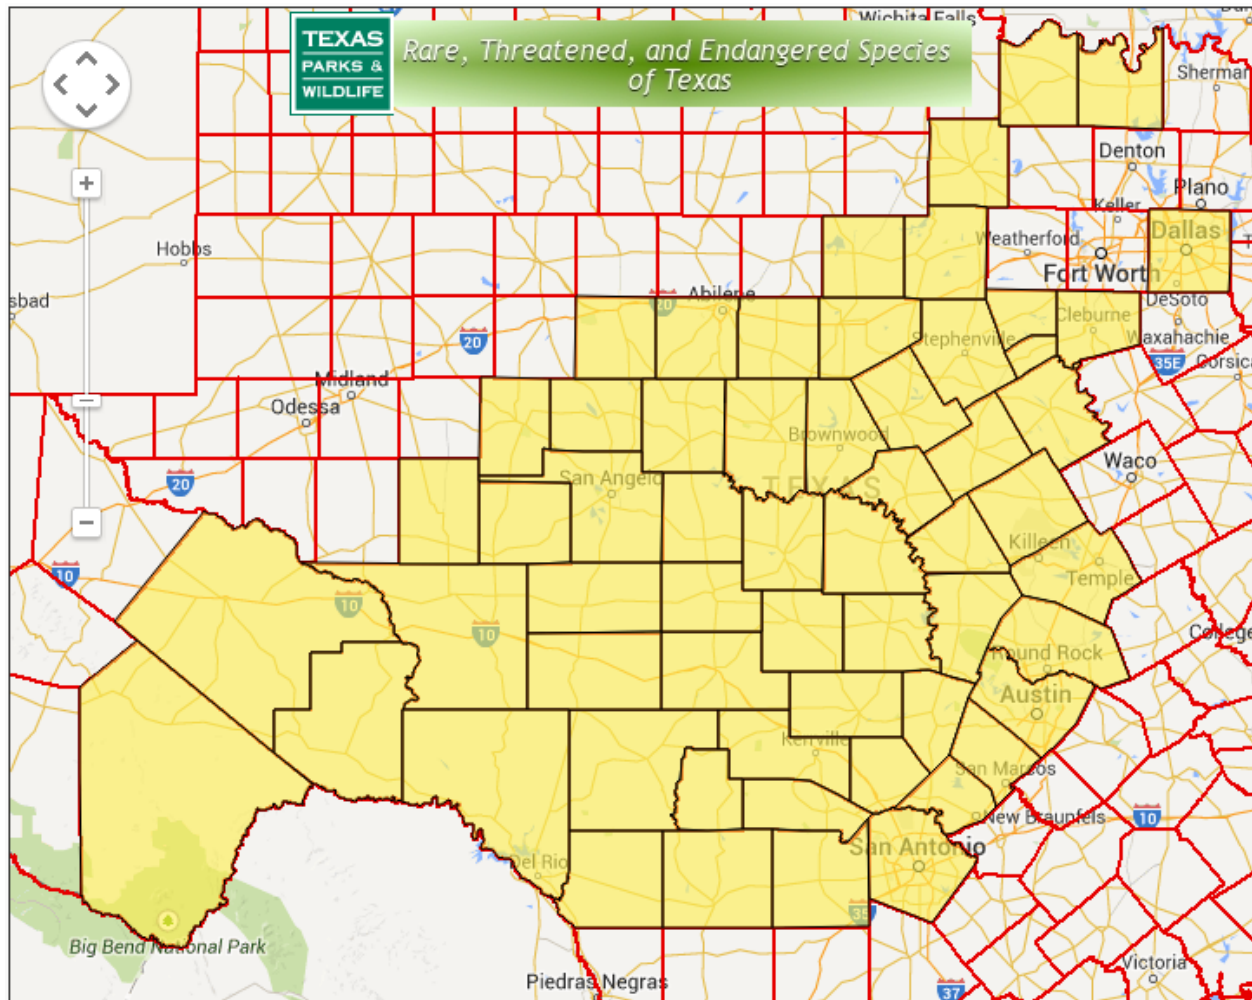 Wichita Falls
TEXAS
PARKS &
WILDLIFE
Rare, Threatened, and Endangered Species
of Texas
Sherman
Denton
Plano
Keller
Hobbs
Weatherford
Dallas
Fort Worth
sbad
Abilene
20
DeSoto
Cleburne
Waxahachie
20
Stephenville
35E
Corsica
Midland
Odessa
Brownwood
Waco
San Angelo
20
TEXAS
Killeen
10
Temple
10
10
College
Round Rock
Austin
Kerrville
San Marcos
New Braunfels
10
San Antonio
Del Rio
35
Big Bend National Park
Victoria
Piedras Negras
37